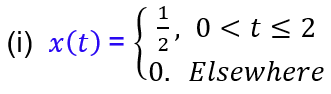 (i) x(t) = { 1/2 , 0 < t ≤ 2
0. Elsewhere